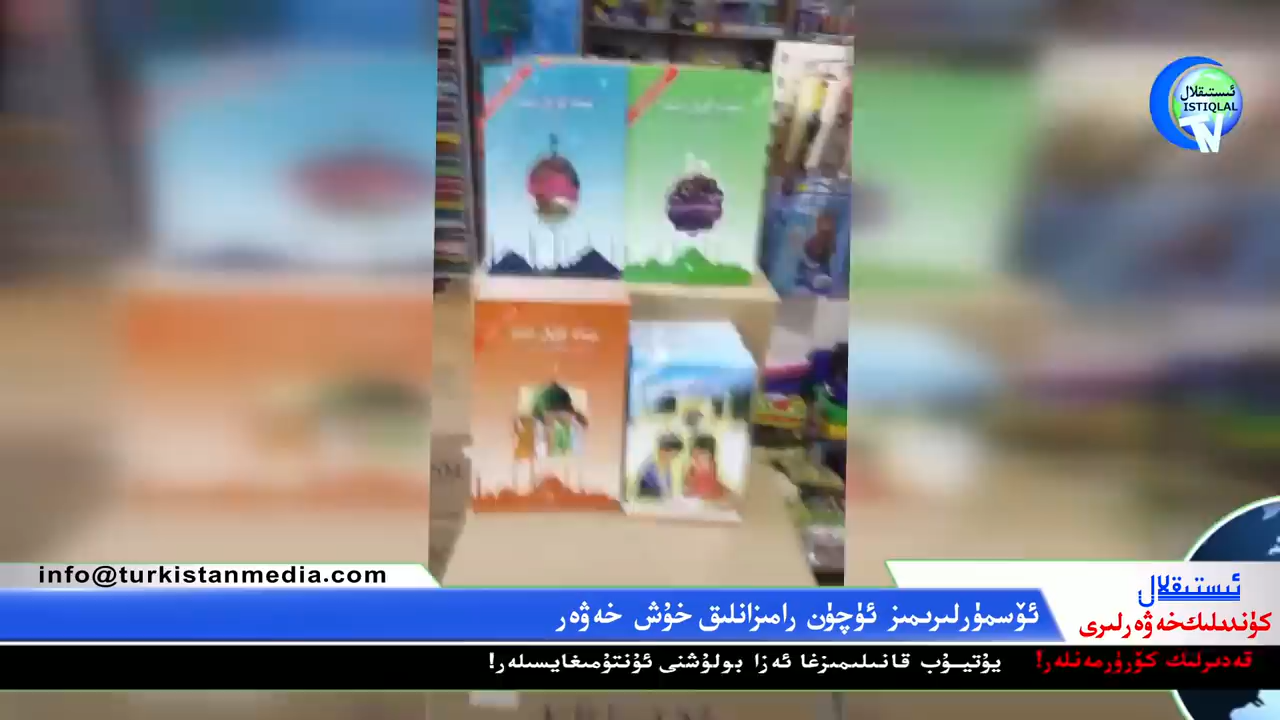 ئىستىقلال
ISTIQLAL
TV
info@turkistanmedia.com
ئىستىقلال
كۈندىلىك خەۋەرلىرى
ئۆسمۈرلىرىمىز ئۈچۈن رامىزانلىق خۇش خەۋەر
قەدىرلىك كۆرۈرمەنلەر! يۇتيۇب قانىلىمىزغا ئەزا بولۇشنى ئۇنتۇمىغايسىلەر!